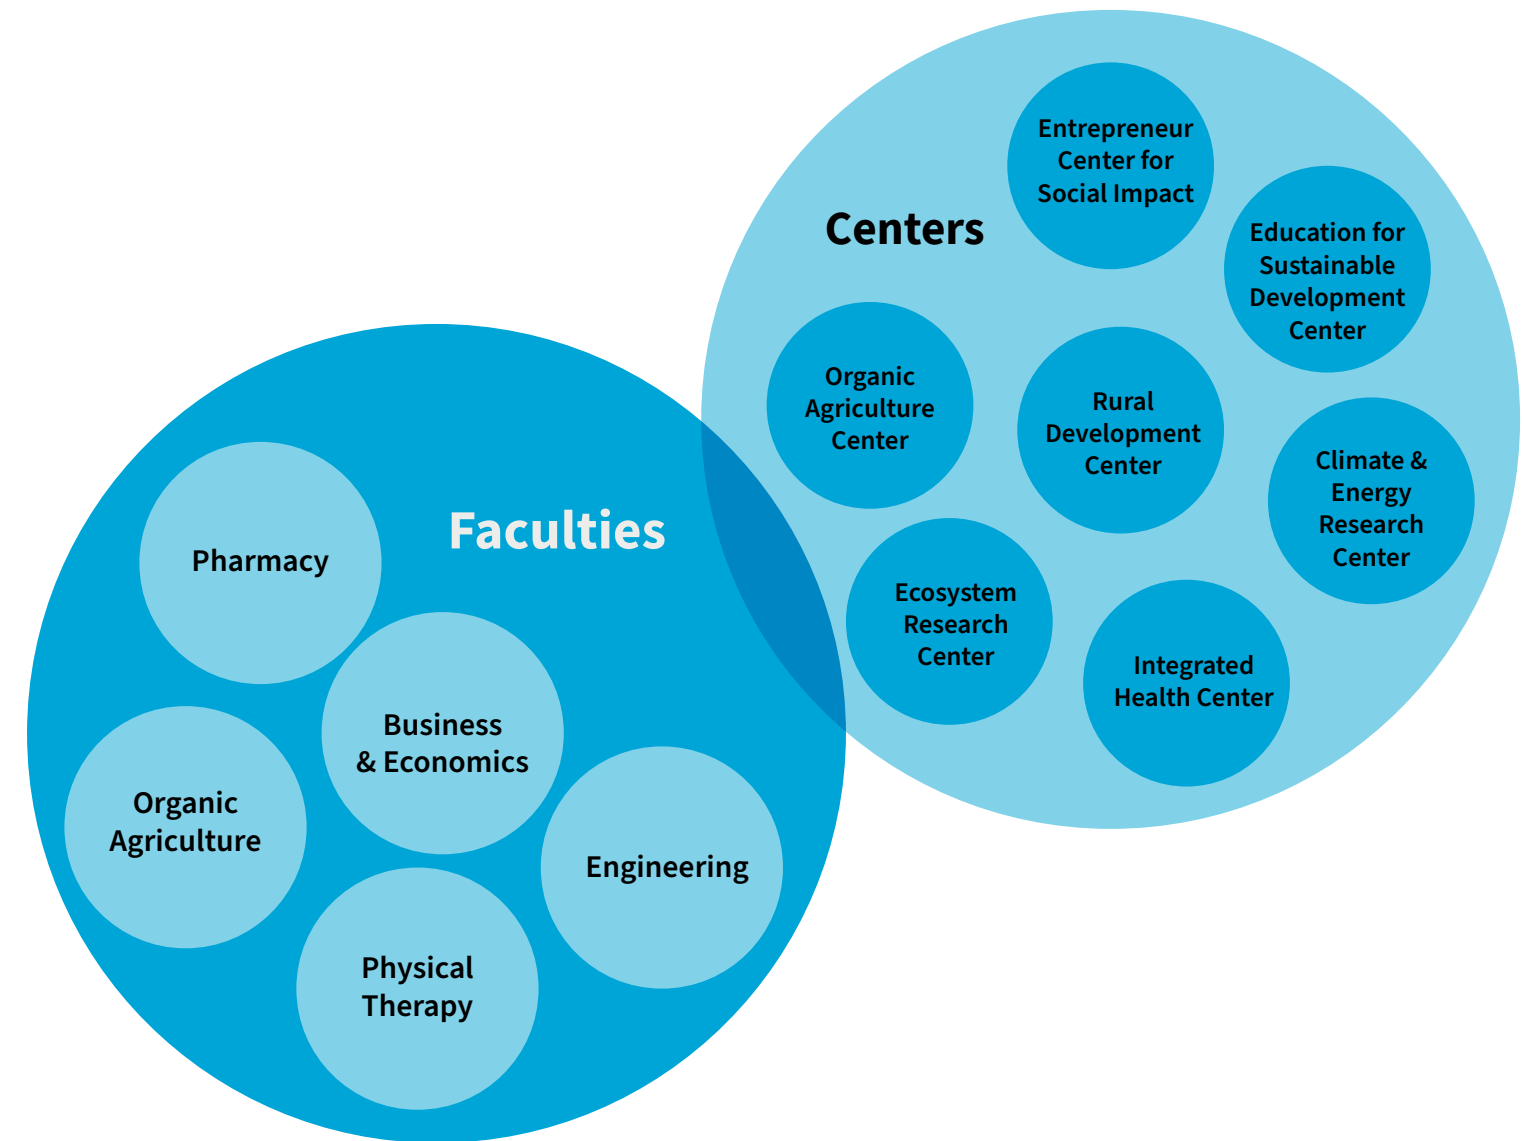 Centers
Entrepreneur
Center for
Social Impact
Education for
Sustainable
Development
Center
Organic
Agriculture
Center
Rural
Development
Center
Climate &
Energy
Research
Center
Ecosystem
Research
Center
Integrated
Health Center
Faculties
Pharmacy
Business
& Economics
Organic
Agriculture
Engineering
Physical
Therapy